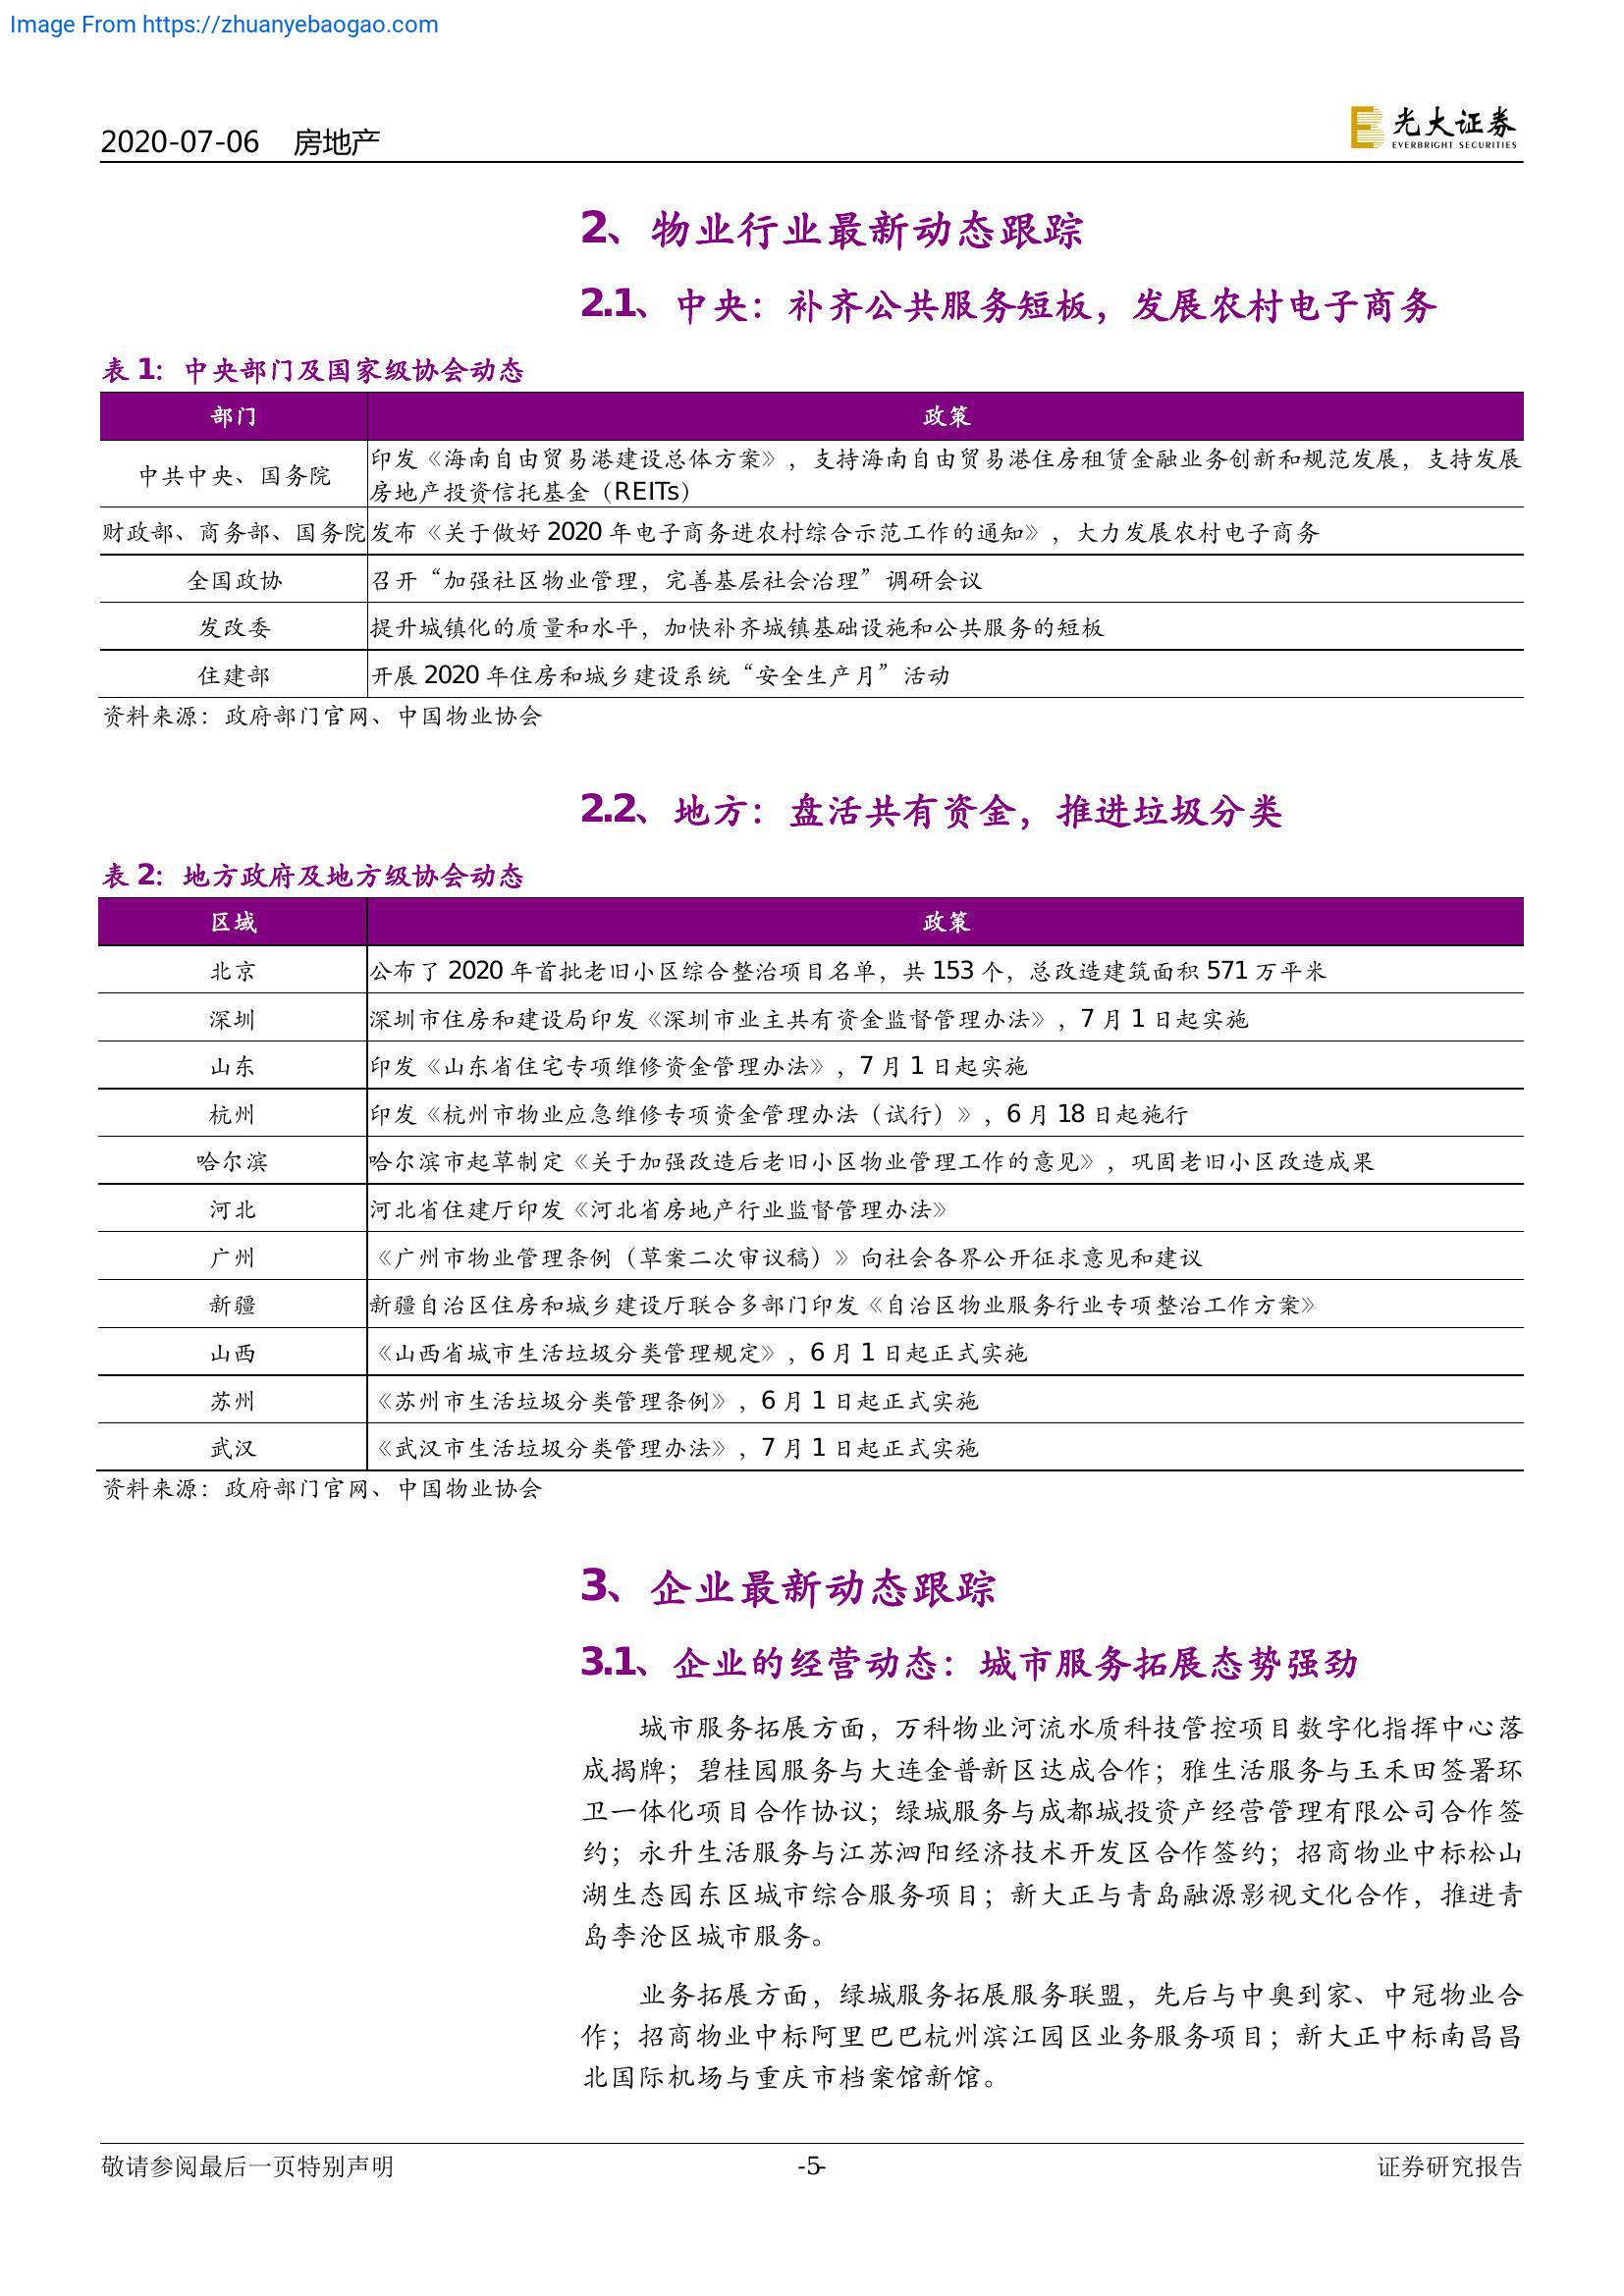 Image From https://zhuanyebaogao.com
2020-07-06 房地产
光大证券
EVERBRIGHT SECURITIES
2、物业行业最新动态跟踪
2.1、中央：补齐公共服务短板，发展农村电子商务
表 1：中央部门及国家级协会动态
部门 政策
中共中央、国务院 印发《海南自由贸易港建设总体方案》，支持海南自由贸易港住房租赁金融业务创新和规范发展，支持发展
房地产投资信托基金（REITs）
财政部、商务部、国务院 发布《关于做好 2020 年电子商务进农村综合示范工作的通知》，大力发展农村电子商务
全国政协 召开“加强社区物业管理，完善基层社会治理”调研会议
发改委 提升城镇化的质量和水平，加快补齐城镇基础设施和公共服务的短板
住建部 开展 2020 年住房和城乡建设系统“安全生产月”活动
资料来源：政府部门官网、中国物业协会
2.2、地方：盘活共有资金，推进垃圾分类
表 2：地方政府及地方级协会动态
区域 政策
北京 公布了 2020 年首批老旧小区综合整治项目名单，共 153 个，总改造建筑面积 571 万平米
深圳 深圳市住房和建设局印发《深圳市业主共有资金监督管理办法》，7 月 1 日起实施
山东 印发《山东省住宅专项维修资金管理办法》，7 月 1 日起实施
杭州 印发《杭州市物业应急维修专项资金管理办法（试行）》，6 月 18 日起施行
哈尔滨 哈尔滨市起草制定《关于加强改造后老旧小区物业管理工作的意见》，巩固老旧小区改造成果
河北 河北省住建厅印发《河北省房地产行业监督管理办法》
广州 《广州市物业管理条例（草案二次审议稿）》向社会各界公开征求意见和建议
新疆 新疆自治区住房和城乡建设厅联合多部门印发《自治区物业服务行业专项整治工作方案》
山西 《山西省城市生活垃圾分类管理规定》，6 月 1 日起正式实施
苏州 《苏州市生活垃圾分类管理条例》，6 月 1 日起正式实施
武汉 《武汉市生活垃圾分类管理办法》，7 月 1 日起正式实施
资料来源：政府部门官网、中国物业协会
3、企业最新动态跟踪
3.1、企业的经营动态：城市服务拓展态势强劲
城市服务拓展方面，万科物业河流水质科技管控项目数字化指挥中心落
成揭牌；碧桂园服务与大连金普新区达成合作；雅生活服务与玉禾田签署环
卫一体化项目合作协议；绿城服务与成都城投资产经营管理有限公司合作签
约；永升生活服务与江苏泗阳经济技术开发区合作签约；招商物业中标松山
湖生态园东区城市综合服务项目；新大正与青岛融源影视文化合作，推进青
岛李沧区城市服务。
业务拓展方面，绿城服务拓展服务联盟，先后与中奥到家、中冠物业合
作；招商物业中标阿里巴巴杭州滨江园区业务服务项目；新大正中标南昌昌
北国际机场与重庆市档案馆新馆。
敬请参阅最后一页特别声明 -5- 证券研究报告